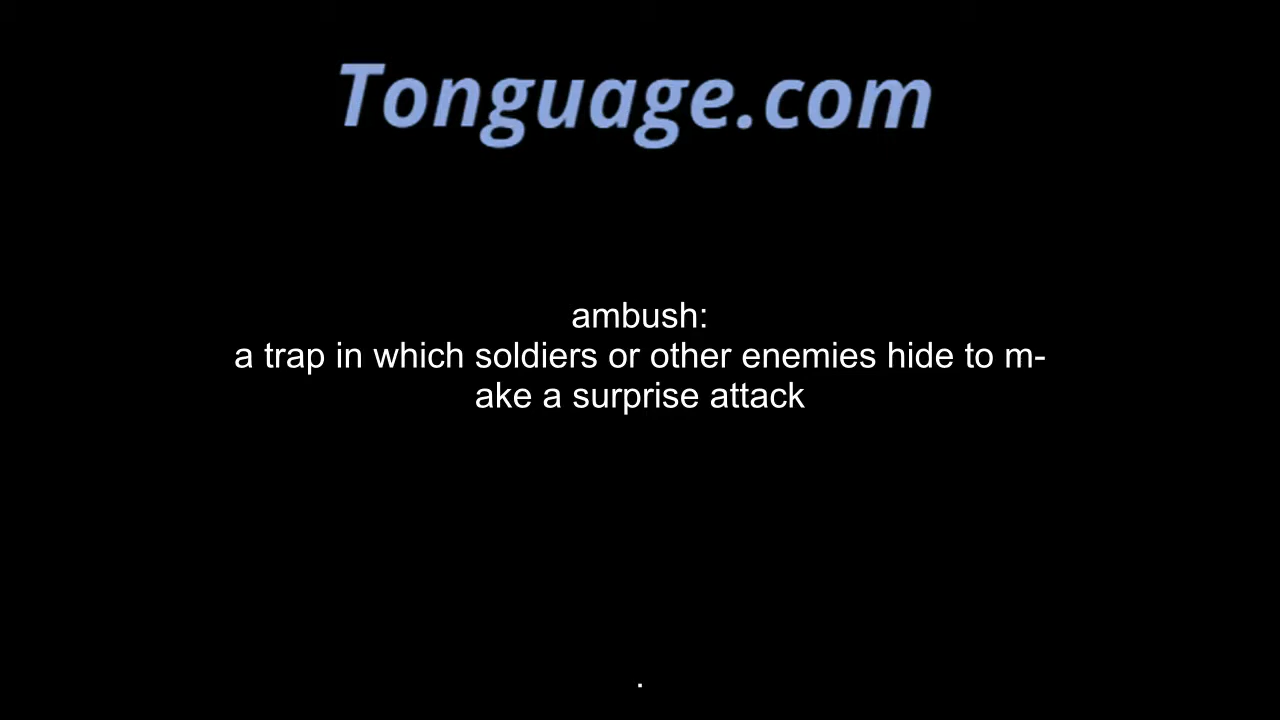 Tonguage.com
ambush:
a trap in which soldiers or other enemies hide to m-
ake a surprise attack
.